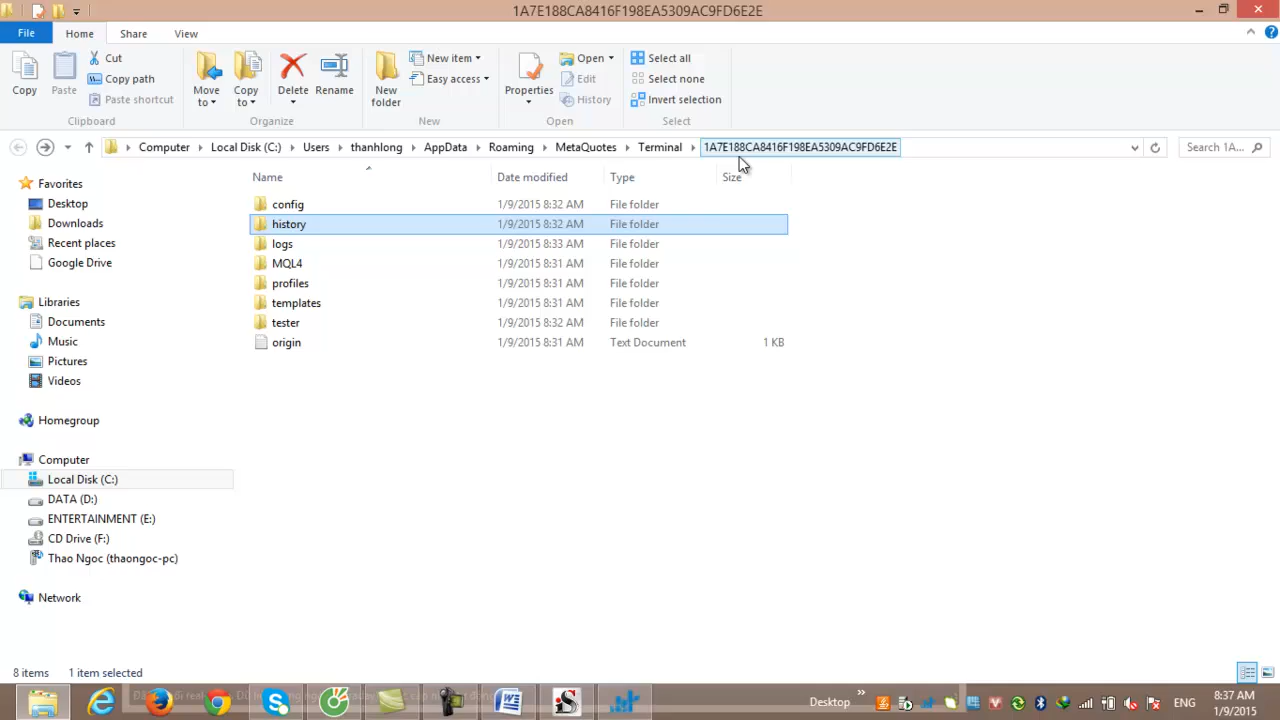 1A7E188CA8416F198EA5309AC9FD6E2E
File
Home
Share
View
Copy
Paste
Cut
Copy path
Paste shortcut
Clipboard
Move to
Copy to
Delete
Rename
Organize
New folder
New item
Easy access
New
Properties
Open
Edit
History
Open
Select all
Select none
Invert selection
Select
Computer
Local Disk (C:)
Users
thanhlong
AppData
Roaming
MetaQuotes
Terminal
1A7E188CA8416F198EA5309AC9FD6E2E
Search 1A...
Name
Date modified
Type
Size
config 1/9/2015 8:32 AM File folder
history 1/9/2015 8:32 AM File folder
logs 1/9/2015 8:33 AM File folder
MQL4 1/9/2015 8:31 AM File folder
profiles 1/9/2015 8:31 AM File folder
templates 1/9/2015 8:31 AM File folder
tester 1/9/2015 8:32 AM File folder
origin 1/9/2015 8:31 AM Text Document 1 KB
Favorites
Desktop
Downloads
Recent places
Google Drive
Libraries
Documents
Music
Pictures
Videos
Homegroup
Computer
Local Disk (C:)
DATA (D:)
ENTERTAINMENT (E:)
CD Drive (F:)
Thao Ngoc (thaongoc-pc)
Network
8 items
1 item selected
Desktop
ENG
8:37 AM
1/9/2015